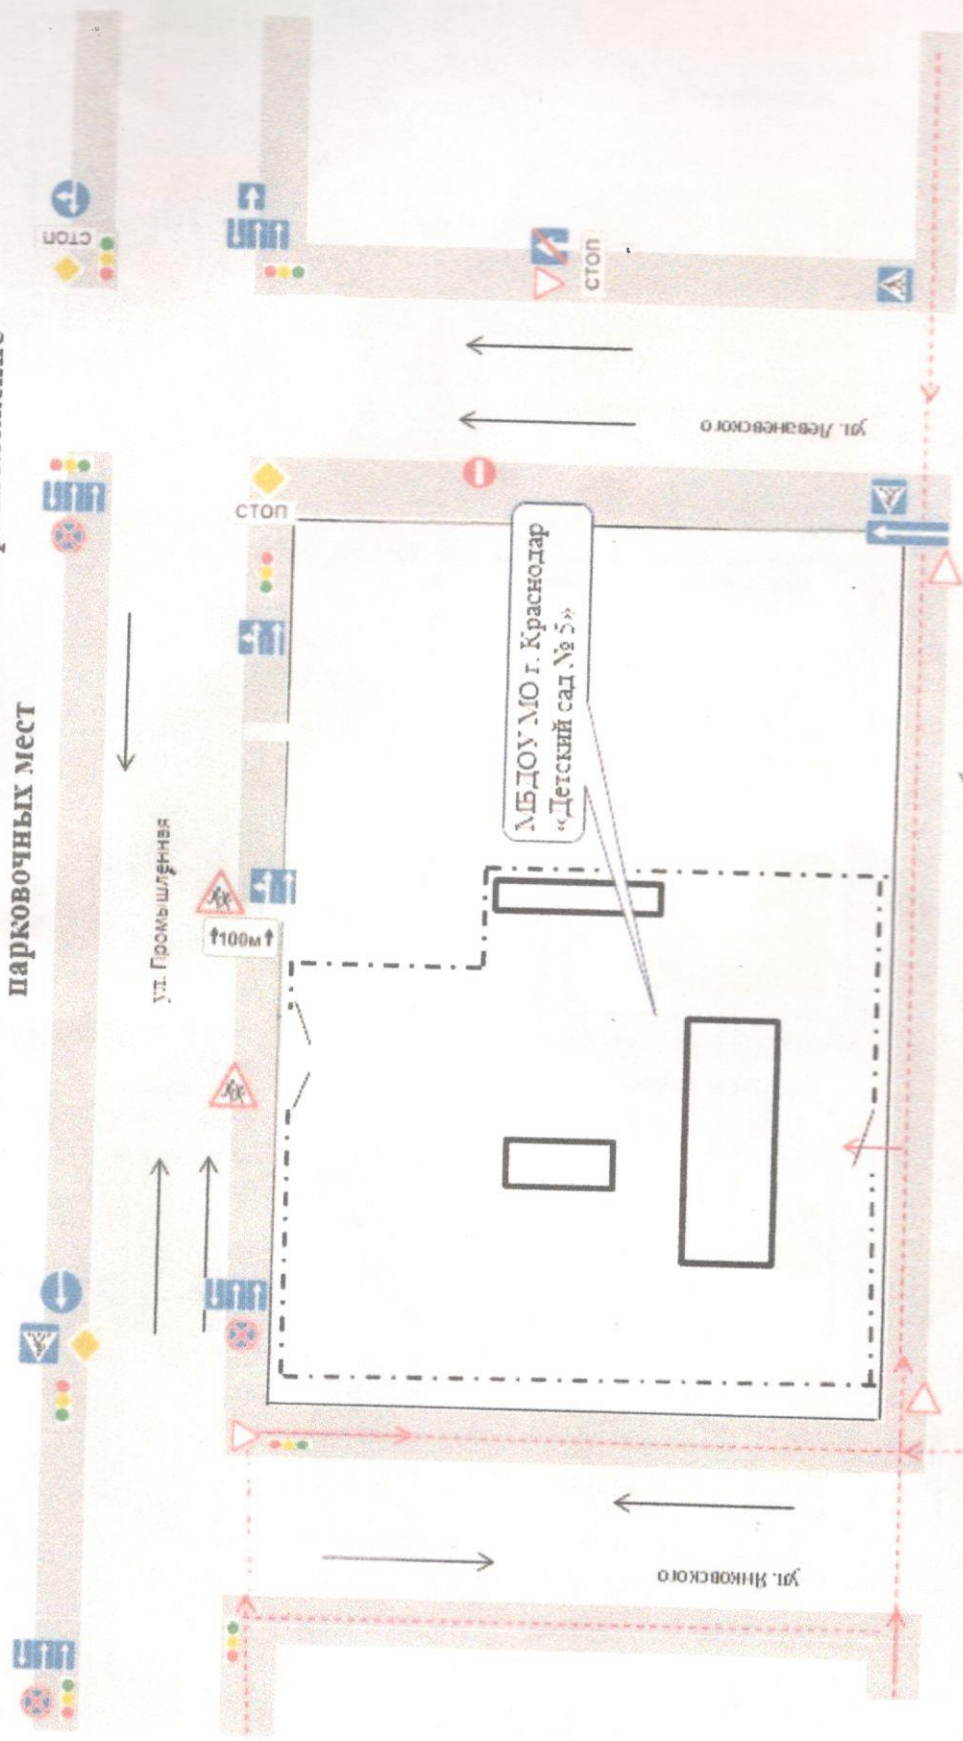 парковочных мест
ул. Промышленная
СТОП
СТОП
СТОП
100м
МБДОУ МО г. Краснодар
«Детский сад № 5»
ул. Леваневского
ул. Янковского